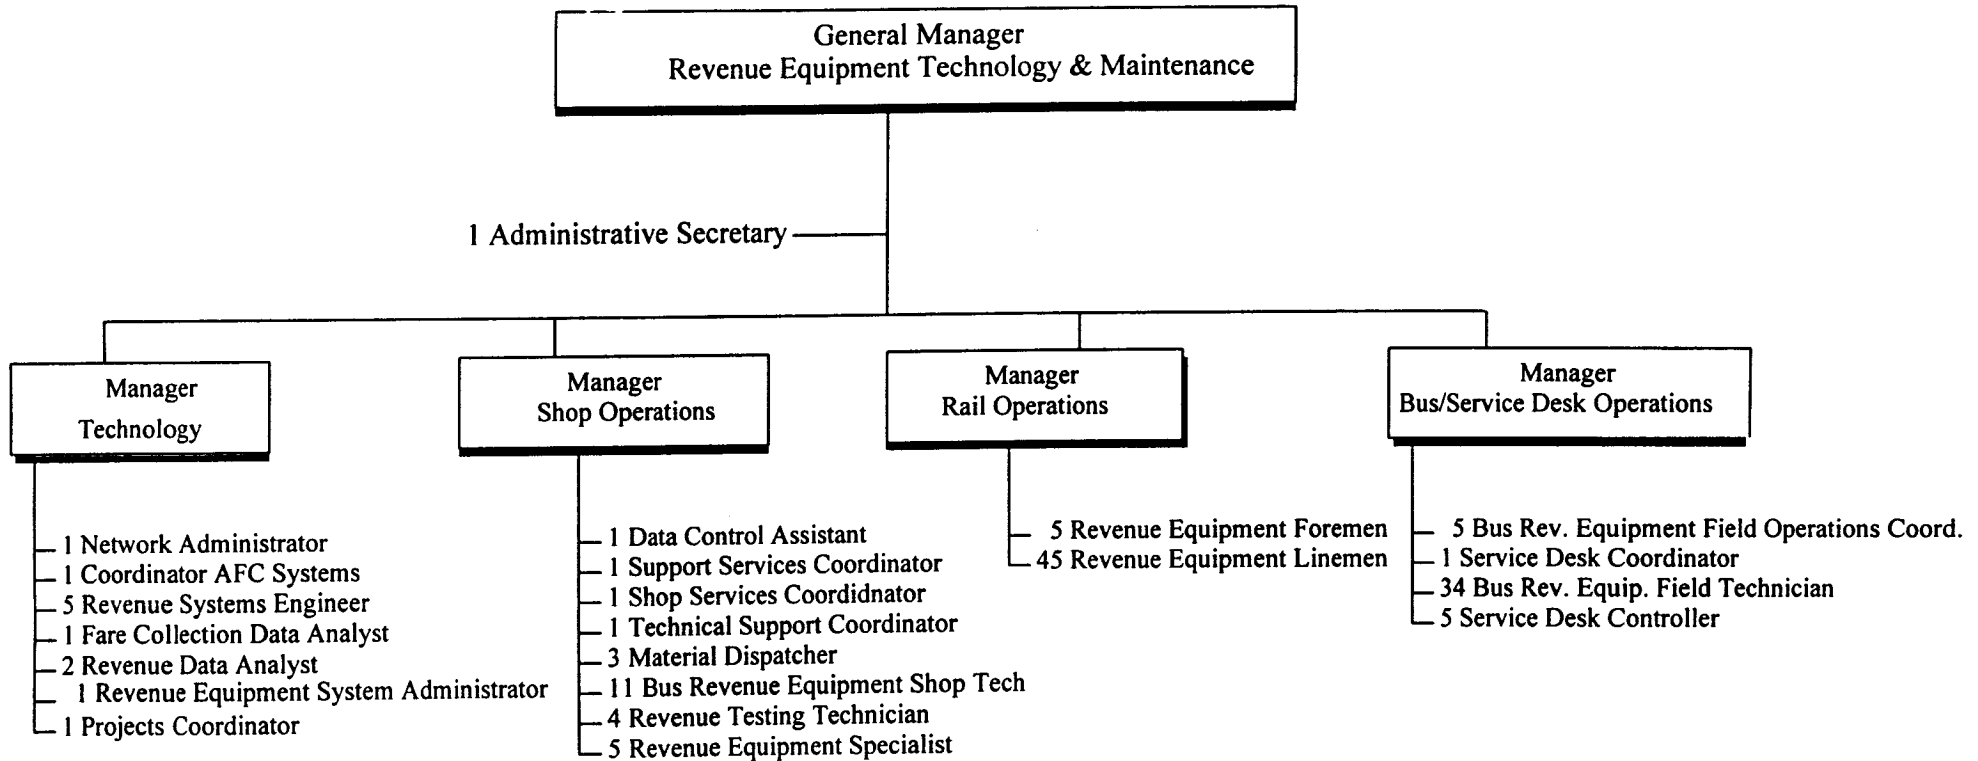 General Manager
Revenue Equipment Technology & Maintenance
1 Administrative Secretary
Manager
Technology
1 Network Administrator
1 Coordinator AFC Systems
5 Revenue Systems Engineer
1 Fare Collection Data Analyst
2 Revenue Data Analyst
1 Revenue Equipment System Administrator
1 Projects Coordinator
Manager
Shop Operations
1 Data Control Assistant
1 Support Services Coordinator
1 Shop Services Coordidnator
1 Technical Support Coordinator
3 Material Dispatcher
11 Bus Revenue Equipment Shop Tech
4 Revenue Testing Technician
5 Revenue Equipment Specialist
Manager
Rail Operations
5 Revenue Equipment Foremen
45 Revenue Equipment Linemen
Manager
Bus/Service Desk Operations
5 Bus Rev. Equipment Field Operations Coord.
1 Service Desk Coordinator
34 Bus Rev. Equip. Field Technician
5 Service Desk Controller